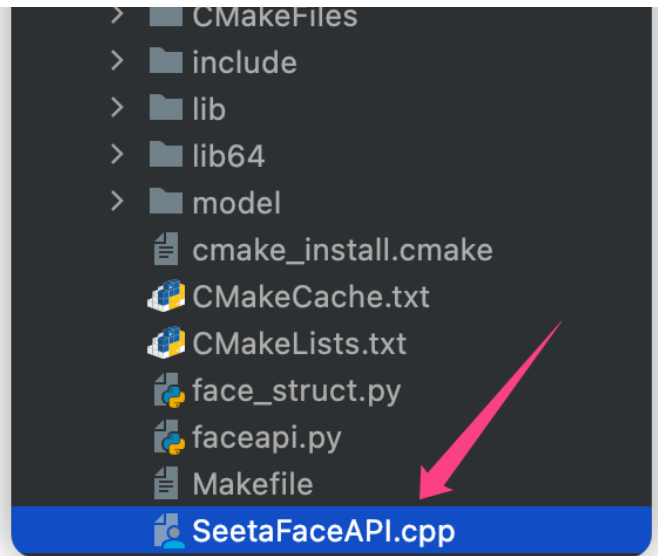 CMakeFiles
include
lib
lib64
model
cmake_install.cmake
CMakeCache.txt
CMakeLists.txt
face_struct.py
faceapi.py
Makefile
SeetaFaceAPI.cpp